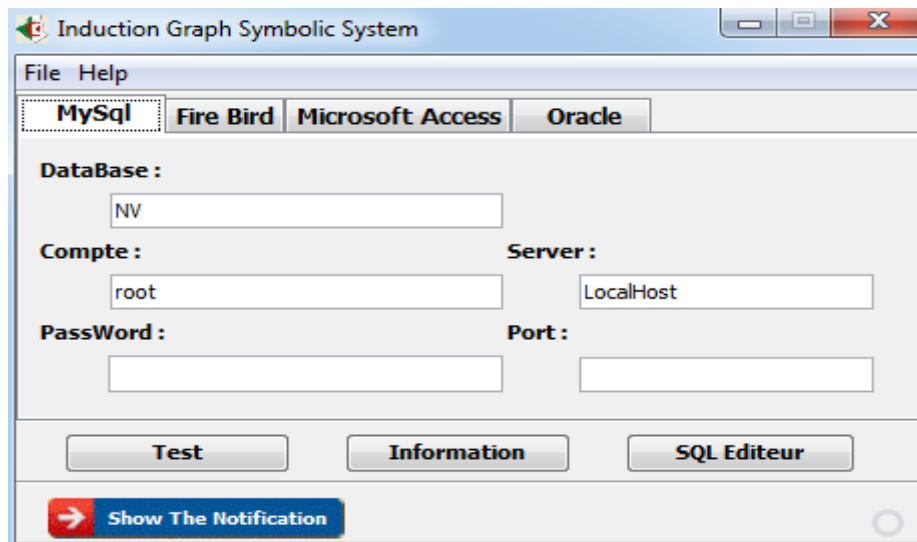 Induction Graph Symbolic System
File Help
MySql Fire Bird Microsoft Access Oracle
DataBase :
NV
Compte : Server :
root LocalHost
PassWord : Port :
Test Information SQL Editeur
Show The Notification